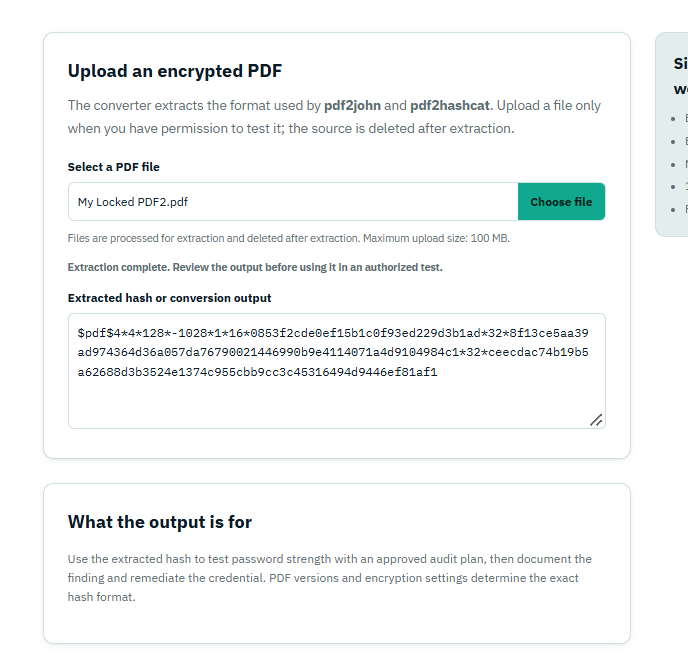 Upload an encrypted PDF
The converter extracts the format used by pdf2john and pdf2hashcat. Upload a file only
when you have permission to test it; the source is deleted after extraction.
Select a PDF file
My Locked PDF2.pdf
Choose file
Files are processed for extraction and deleted after extraction. Maximum upload size: 100 MB.
Extraction complete. Review the output before using it in an authorized test.
Extracted hash or conversion output
$pdf$4*4*128*-1028*1*16*0853f2cde0ef15b1c0f93ed229d3b1ad*32*8f13ce5aa39
ad974364d36a057da76790021446990b9e4114071a4d9104984c1*32*ceecdac74b19b5
a62688d3b3524e1374c955cbb9cc3c45316494d9446ef81af1
What the output is for
Use the extracted hash to test password strength with an approved audit plan, then document the
finding and remediate the credential. PDF versions and encryption settings determine the exact
hash format.